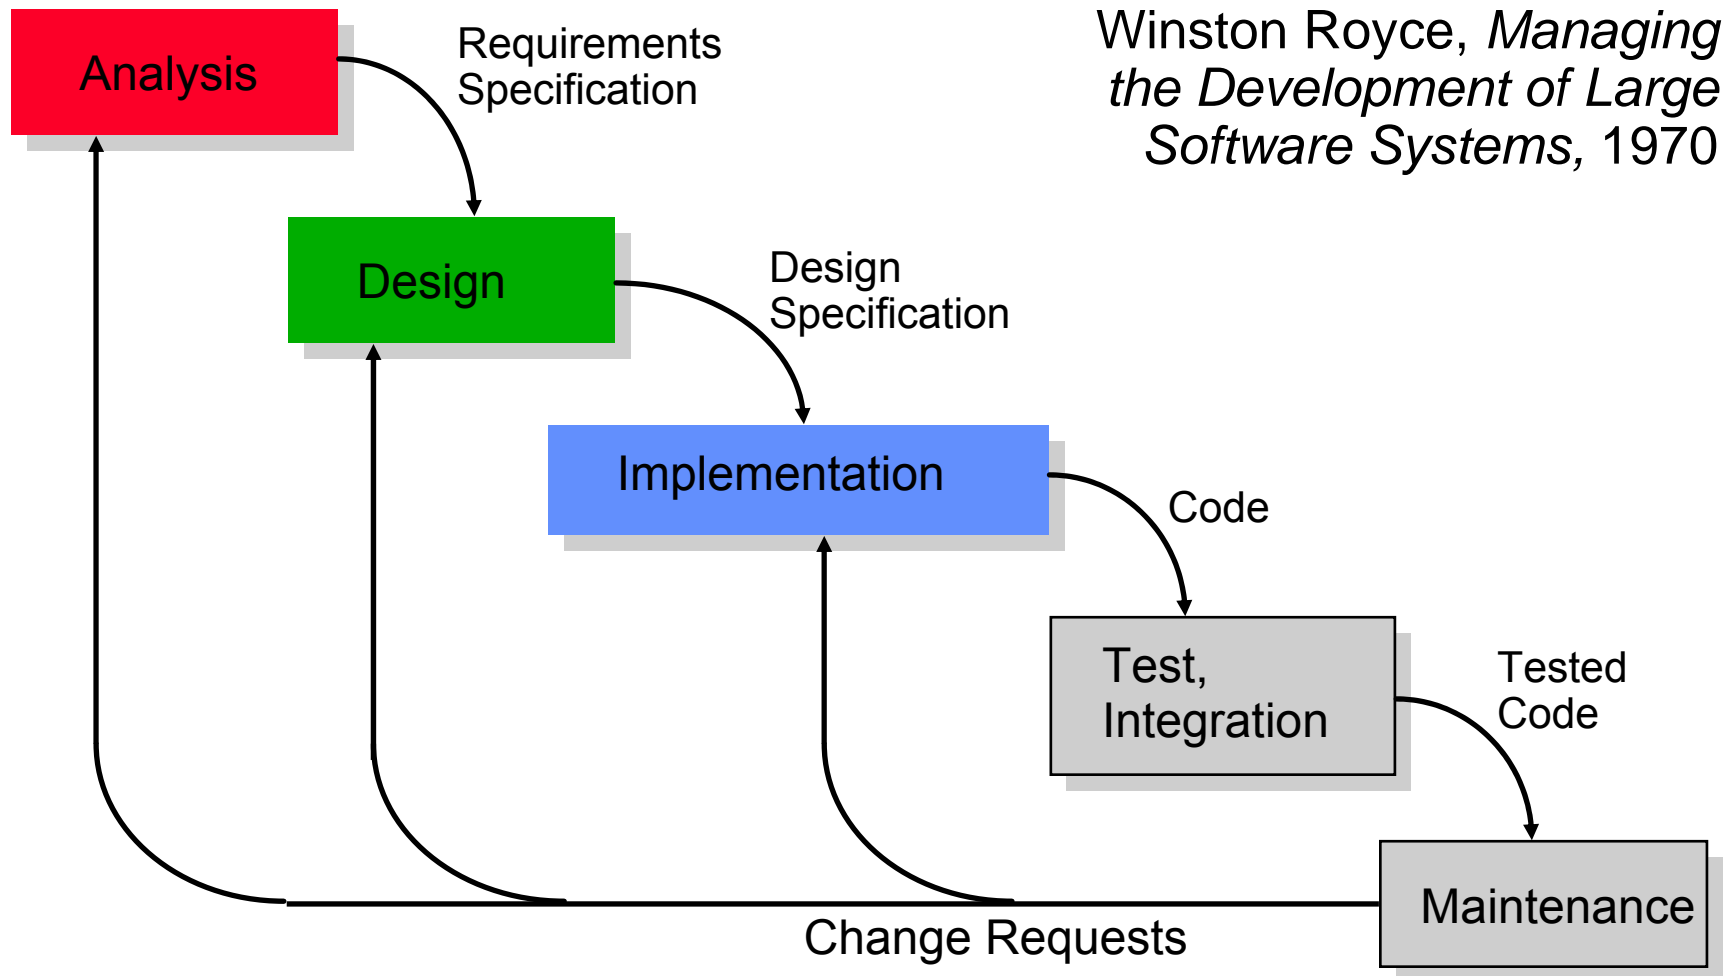 Winston Royce, Managing
the Development of Large
Software Systems, 1970
Analysis
Requirements
Specification
Design
Design
Specification
Implementation
Code
Test,
Integration
Tested
Code
Maintenance
Change Requests